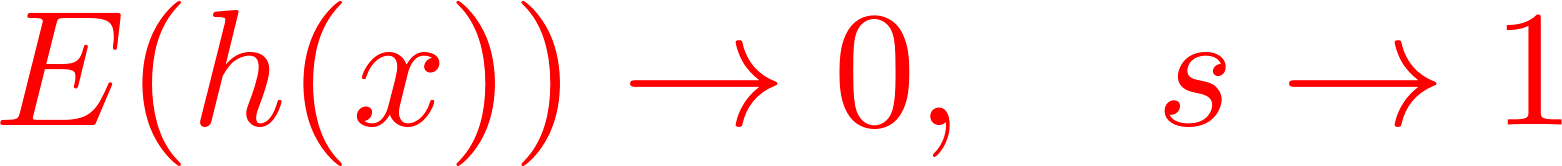 E(h(x)) → 0, s → 1